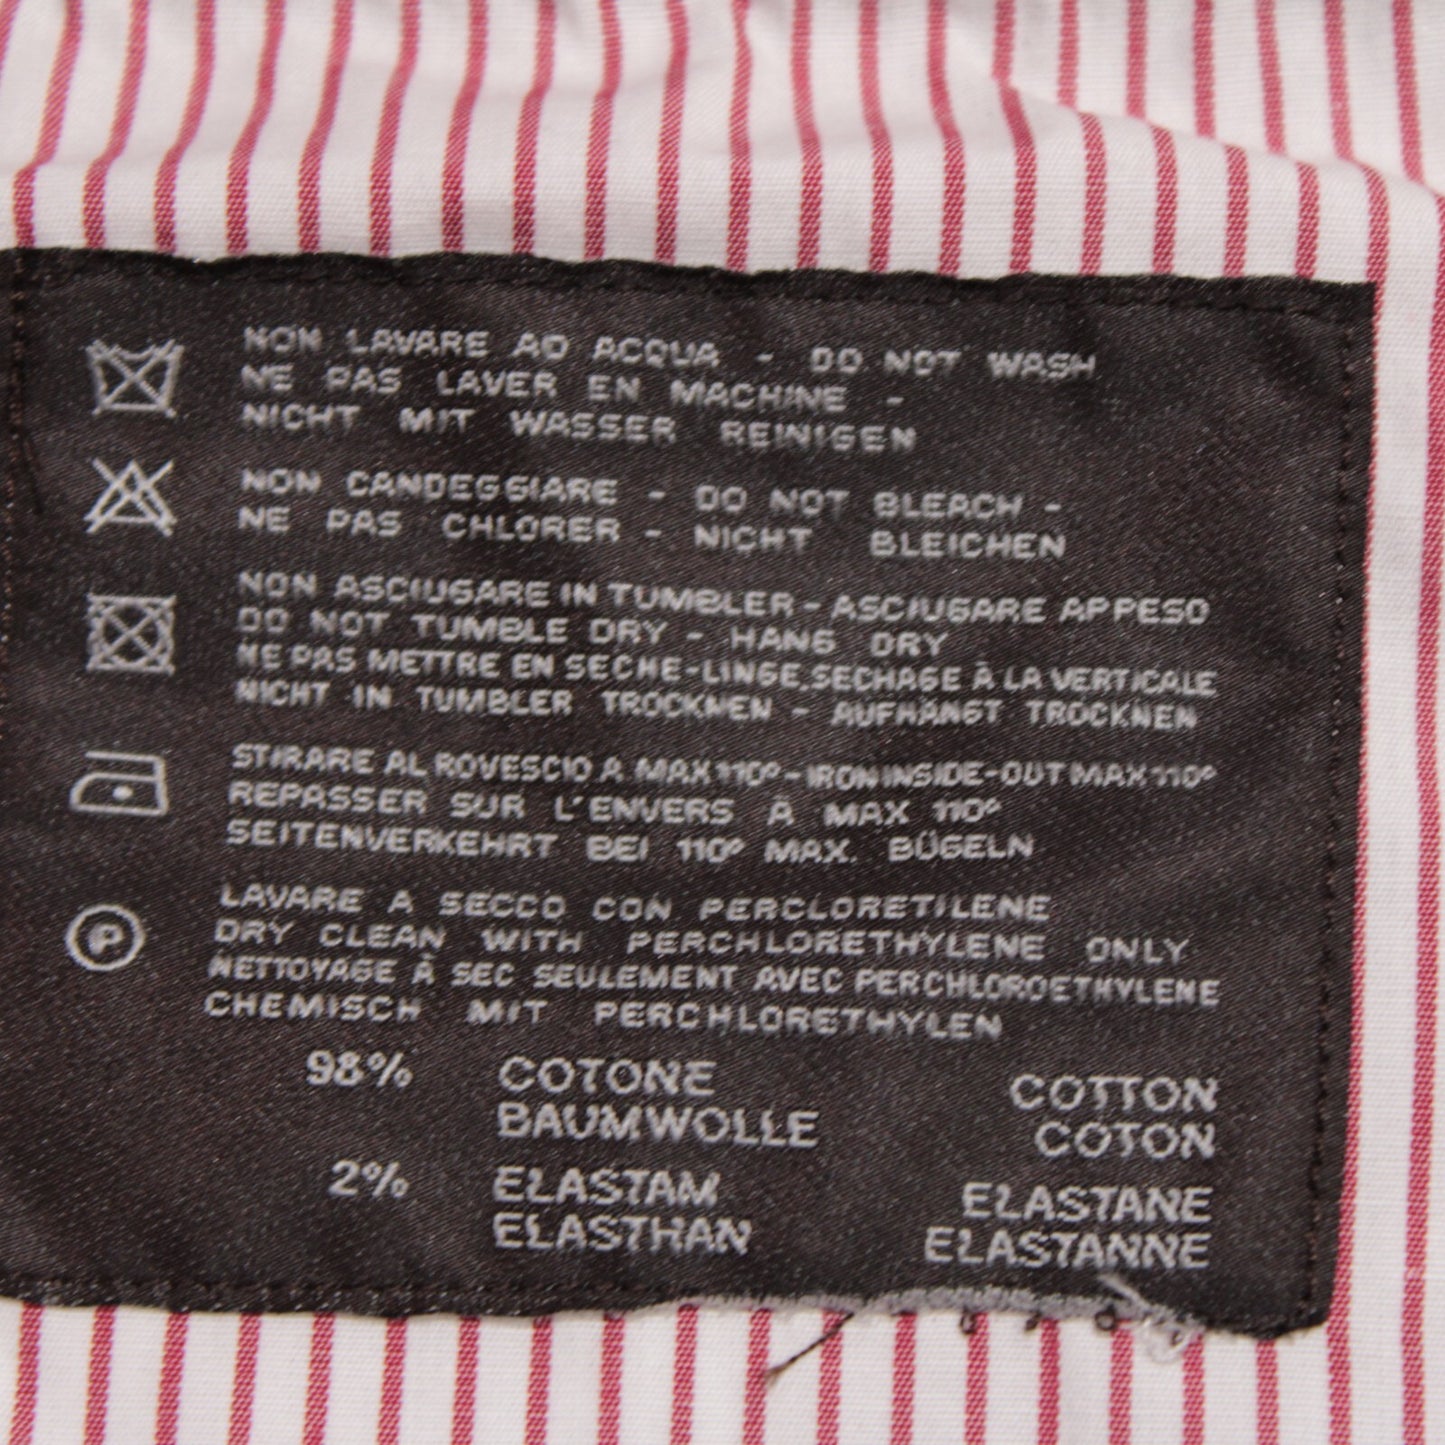 NON LAVARE AD ACQUA - DO NOT WASH
NE PAS LAVER EN MACHINE -
NICHT MIT WASSER REINIGEN
NON CANDEGGIARE - DO NOT BLEACH -
NE PAS CHLORER - NICHT BLEICHEN
NON ASCIUGARE IN TUMBLER - ASCIUGARE APPESO
DO NOT TUMBLE DRY - HANG DRY
NE PAS METTRE EN SECHE-LINGE, SECHAGE À LA VERTICALE
NICHT IN TUMBLER TROCKNEN - AUFHÄNGT TROCKNEN
STIRARE AL ROVESCIO A MAX 110° - IRON INSIDE-OUT MAX 110°
REPASSER SUR L'ENVERS À MAX 110°
SEITENVERKEHRT BEI 110° MAX. BÜGELN
P
LAVARE A SECCO CON PERCLORETILENE
DRY CLEAN WITH PERCHLORETHYLENE ONLY
NETTOYAGE À SEC SEULEMENT AVEC PERCHLOROETHYLENE
CHEMISCH MIT PERCHLORETHYLEN
98% COTONE COTTON
BAUMWOLLE COTON
2% ELASTAM ELASTANE
ELASTHAN ELASTANNE